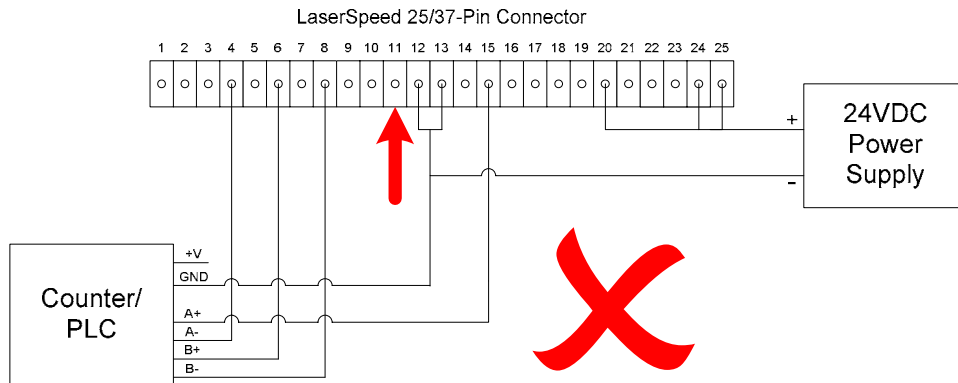 LaserSpeed 25/37-Pin Connector
1 2 3 4 5 6 7 8 9 10 11 12 13 14 15 16 17 18 19 20 21 22 23 24 25
+
24VDC
Power
Supply
-
+V
GND
Counter/
PLC
A+
A-
B+
B-